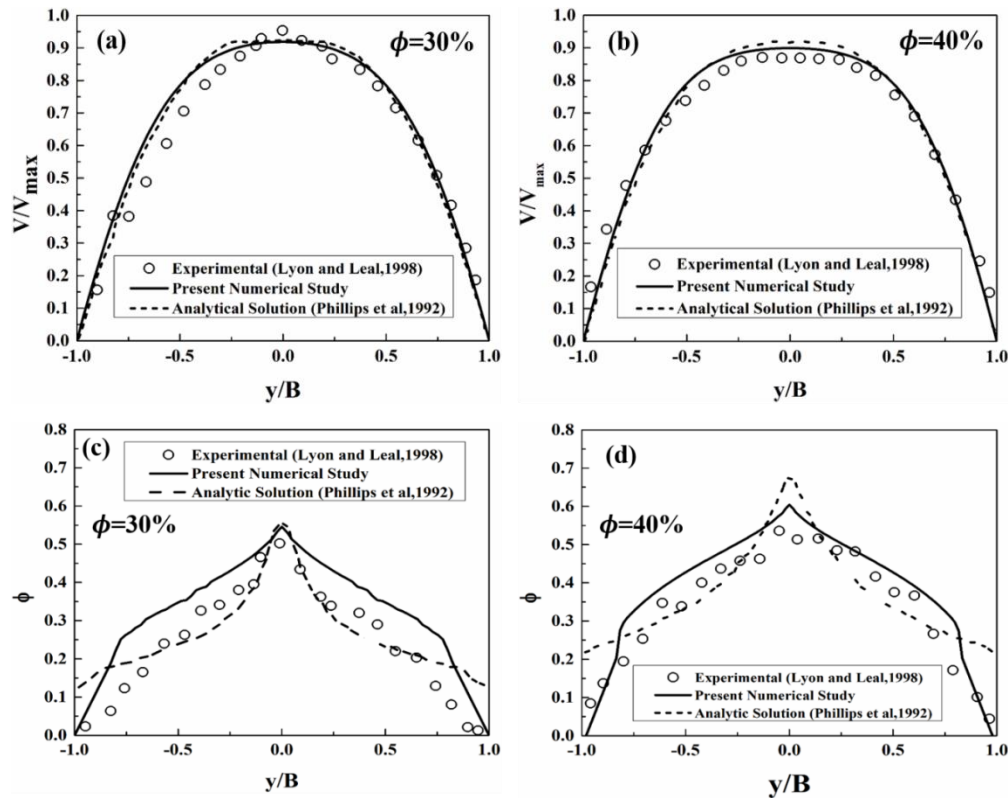 (a)
ϕ=30%
V/Vmax
1.0
0.9
0.8
0.7
0.6
0.5
0.4
0.3
0.2
0.1
0.0
Experimental (Lyon and Leal,1998)
Present Numerical Study
Analytical Solution (Phillips et al,1992)
-1.0 -0.5 0.0 0.5 1.0
y/B
(b)
ϕ=40%
V/Vmax
1.0
0.9
0.8
0.7
0.6
0.5
0.4
0.3
0.2
0.1
0.0
Experimental (Lyon and Leal,1998)
Present Numerical Study
Analytical Solution (Phillips et al,1992)
-1.0 -0.5 0.0 0.5 1.0
y/B
(c)
Experimental (Lyon and Leal,1998)
Present Numerical Study
Analytic Solution (Phillips et al,1992)
ϕ=30%
ϕ
0.8
0.7
0.6
0.5
0.4
0.3
0.2
0.1
0.0
-1.0 -0.5 0.0 0.5 1.0
y/B
(d)
ϕ=40%
ϕ
0.8
0.7
0.6
0.5
0.4
0.3
0.2
0.1
0.0
Experimental (Lyon and Leal,1998)
Present Numerical Study
Analytic Solution (Phillips et al,1992)
-1.0 -0.5 0.0 0.5 1.0
y/B